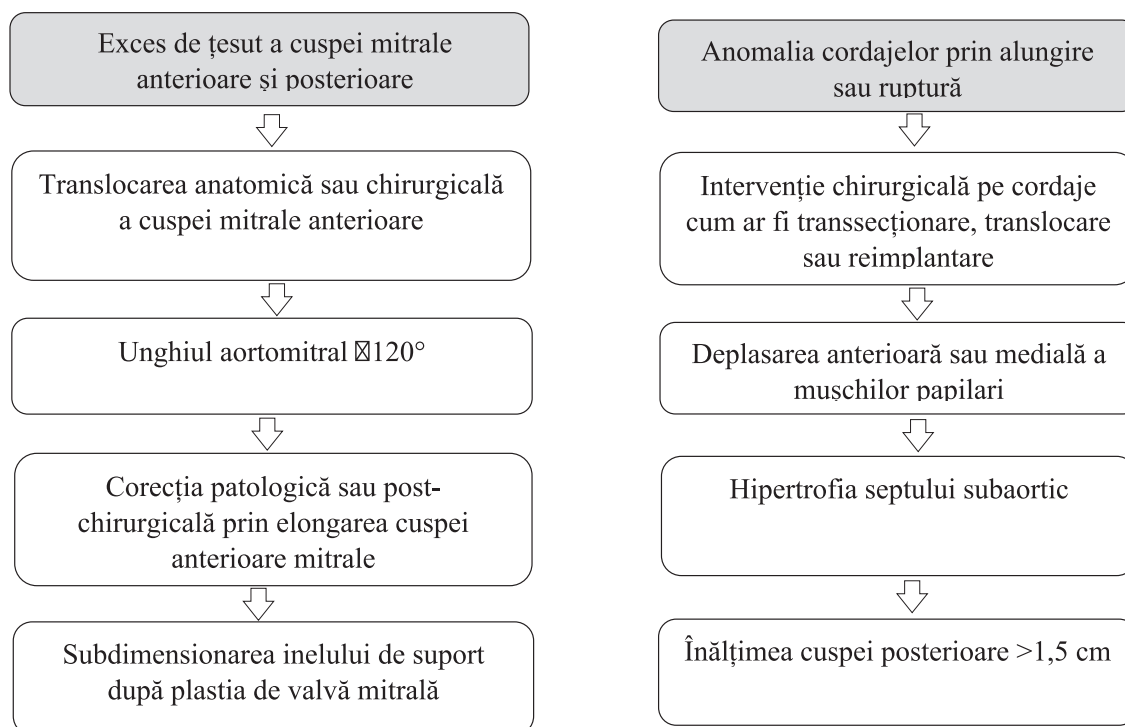 Exces de țesut a cuspei mitrale
anterioare și posterioare
Translocarea anatomică sau chirurgicală
a cuspei mitrale anterioare
Unghiul aortomitral 120°
Corecția patologică sau post-
chirurgicală prin elongarea cuspei
anterioare mitrale
Subdimensionarea inelului de suport
după plastia de valvă mitrală
Anomalia cordajelor prin alungire
sau ruptură
Intervenție chirurgicală pe cordaje
cum ar fi transsecționare, translocare
sau reimplantare
Deplasarea anterioară sau medială a
mușchilor papilari
Hipertrofia septului subaortic
Înălțimea cuspei posterioare >1,5 cm